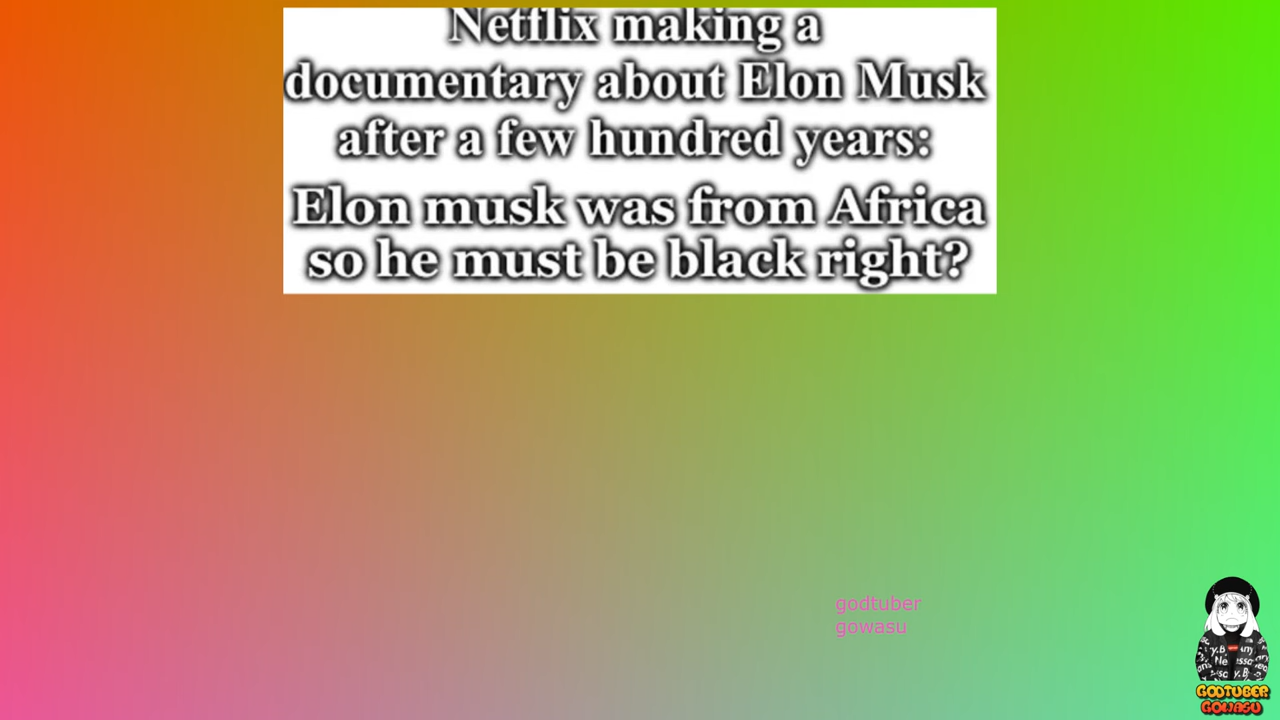 Netflix making a
documentary about Elon Musk
after a few hundred years:
Elon musk was from Africa
so he must be black right?
godtuber
gowasu
GODTUBER
GOWASU